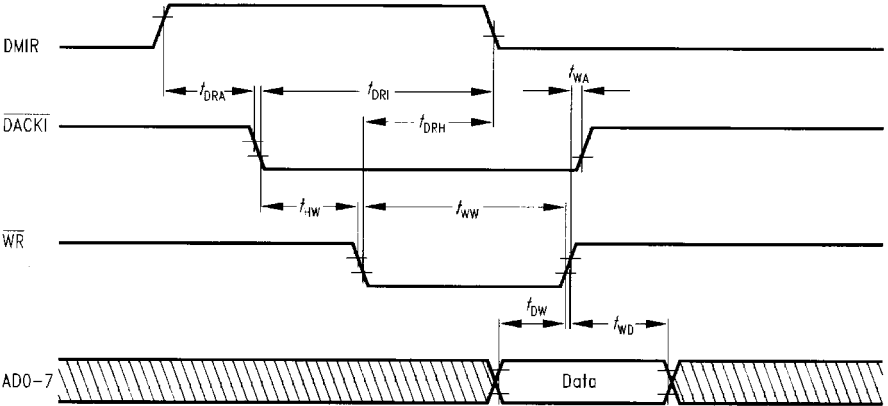 DMIR
tWA
tDRA
tDRI
DACKI
tDRH
tHW
tWW
WR
tDW
tWD
AD0-7
Data